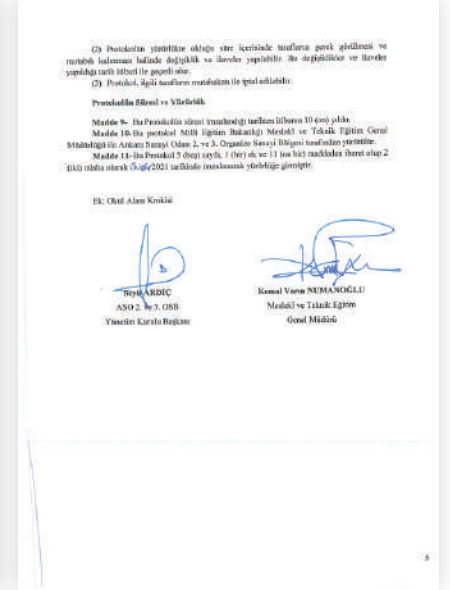 (2) Protokolün yürürlükte olduğu süre içerisinde tarafların gerek görülmesi ve
mutabık kalınması halinde değişiklik ve ilaveler yapılabilir. Bu değişiklikler ve ilaveler
yapıldığı tarih itibari ile geçerli olur.
(3) Protokol, ilgili tarafların mutabakatı ile iptal edilebilir.
Protokolün Süresi ve Yürürlük
Madde 9- Bu Protokolün süresi imzalandığı tarihten itibaren 10 (on) yıldır.
Madde 10- Bu protokol Milli Eğitim Bakanlığı Mesleki ve Teknik Eğitim Genel
Müdürlüğü ile Ankara Sanayi Odası 2. ve 3. Organize Sanayi Bölgesi tarafından yürütülür.
Madde 11- Bu Protokol 5 (beş) sayfa, 1 (bir) ek ve 11 (on bir) maddeden ibaret olup 2
(iki) nüsha olarak 2021 tarihinde imzalanarak yürürlüğe girmiştir.
Ek: Okul Alanı Krokisi
Seyit ARDIÇ
ASO 2. ve 3. OSB
Yönetim Kurulu Başkanı
Kemal Varın NUMANOĞLU
Mesleki ve Teknik Eğitim
Genel Müdürü
5